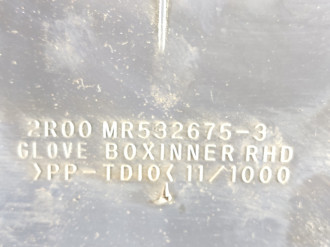 2R00 MR532675-3
GLOVE BOXINNER RHD
>PP-TD10< 11/1000